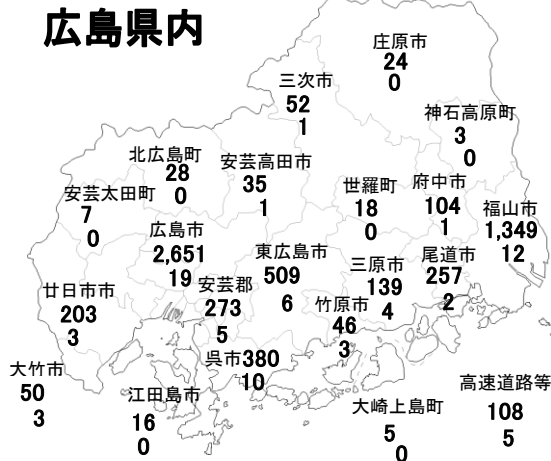 広島県内
庄原市
24
0
三次市
52
1
神石高原町
3
0
北広島町
28
0
安芸高田市
35
1
世羅町
18
0
府中市
104
1
福山市
1,349
12
安芸太田町
7
0
広島市
2,651
19
東広島市
509
6
三原市
139
4
尾道市
257
2
廿日市市
203
3
安芸郡
273
5
竹原市
46
3
呉市380
10
大竹市
50
3
江田島市
16
0
大崎上島町
5
0
高速道路等
108
5